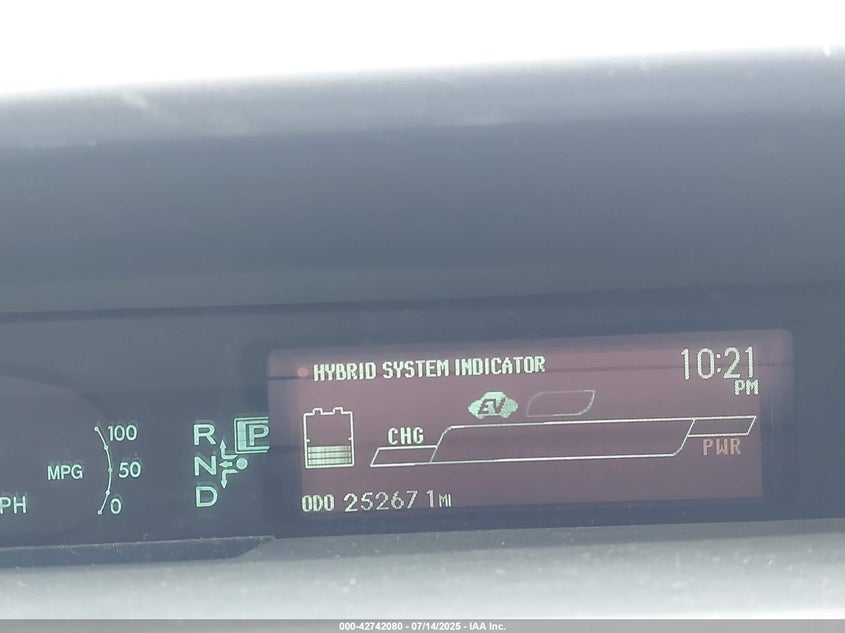 HYBRID SYSTEM INDICATOR
10:21
PM
EV
100
R P
CHG
MPG 50
N
PWR
PH 0
D
ODO 252671 MI
000-42742080 - 07/14/2025 - IAA Inc.